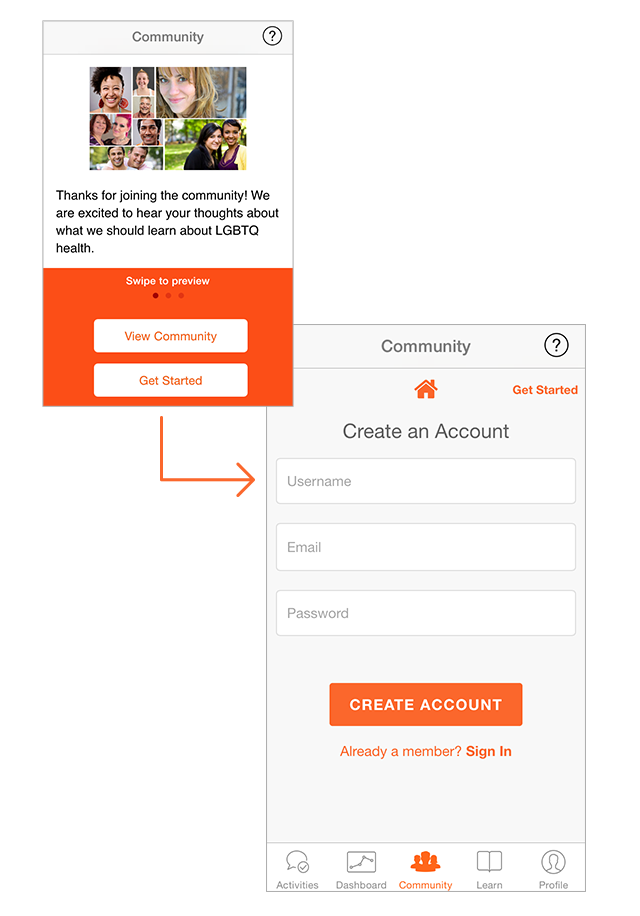 Community
?
Thanks for joining the community! We
are excited to hear your thoughts about
what we should learn about LGBTQ
health.
Swipe to preview
View Community
Get Started
Community
?
Get Started
Create an Account
Username
Email
Password
CREATE ACCOUNT
Already a member? Sign In
Activities Dashboard Community Learn Profile